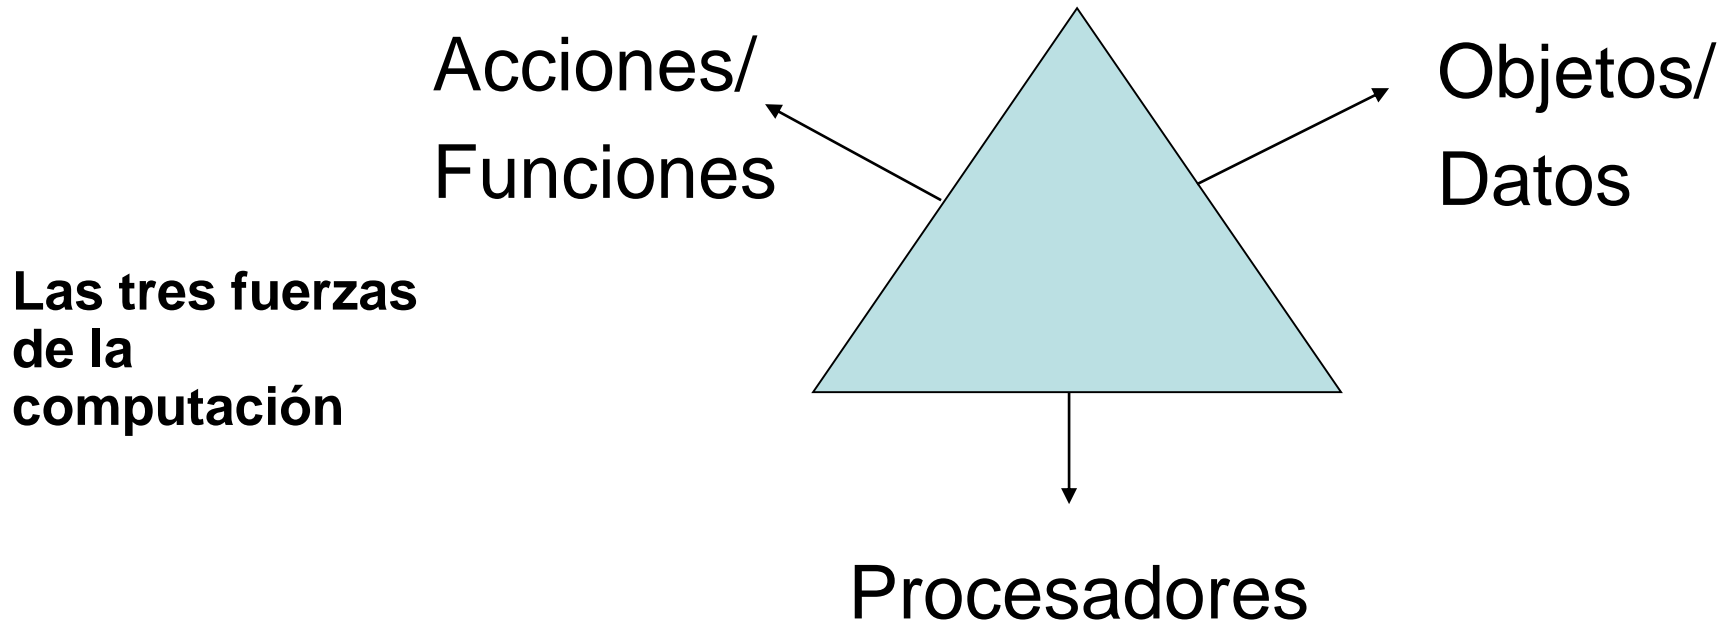 Acciones/
Funciones
Objetos/
Datos
Las tres fuerzas
de la
computación
Procesadores